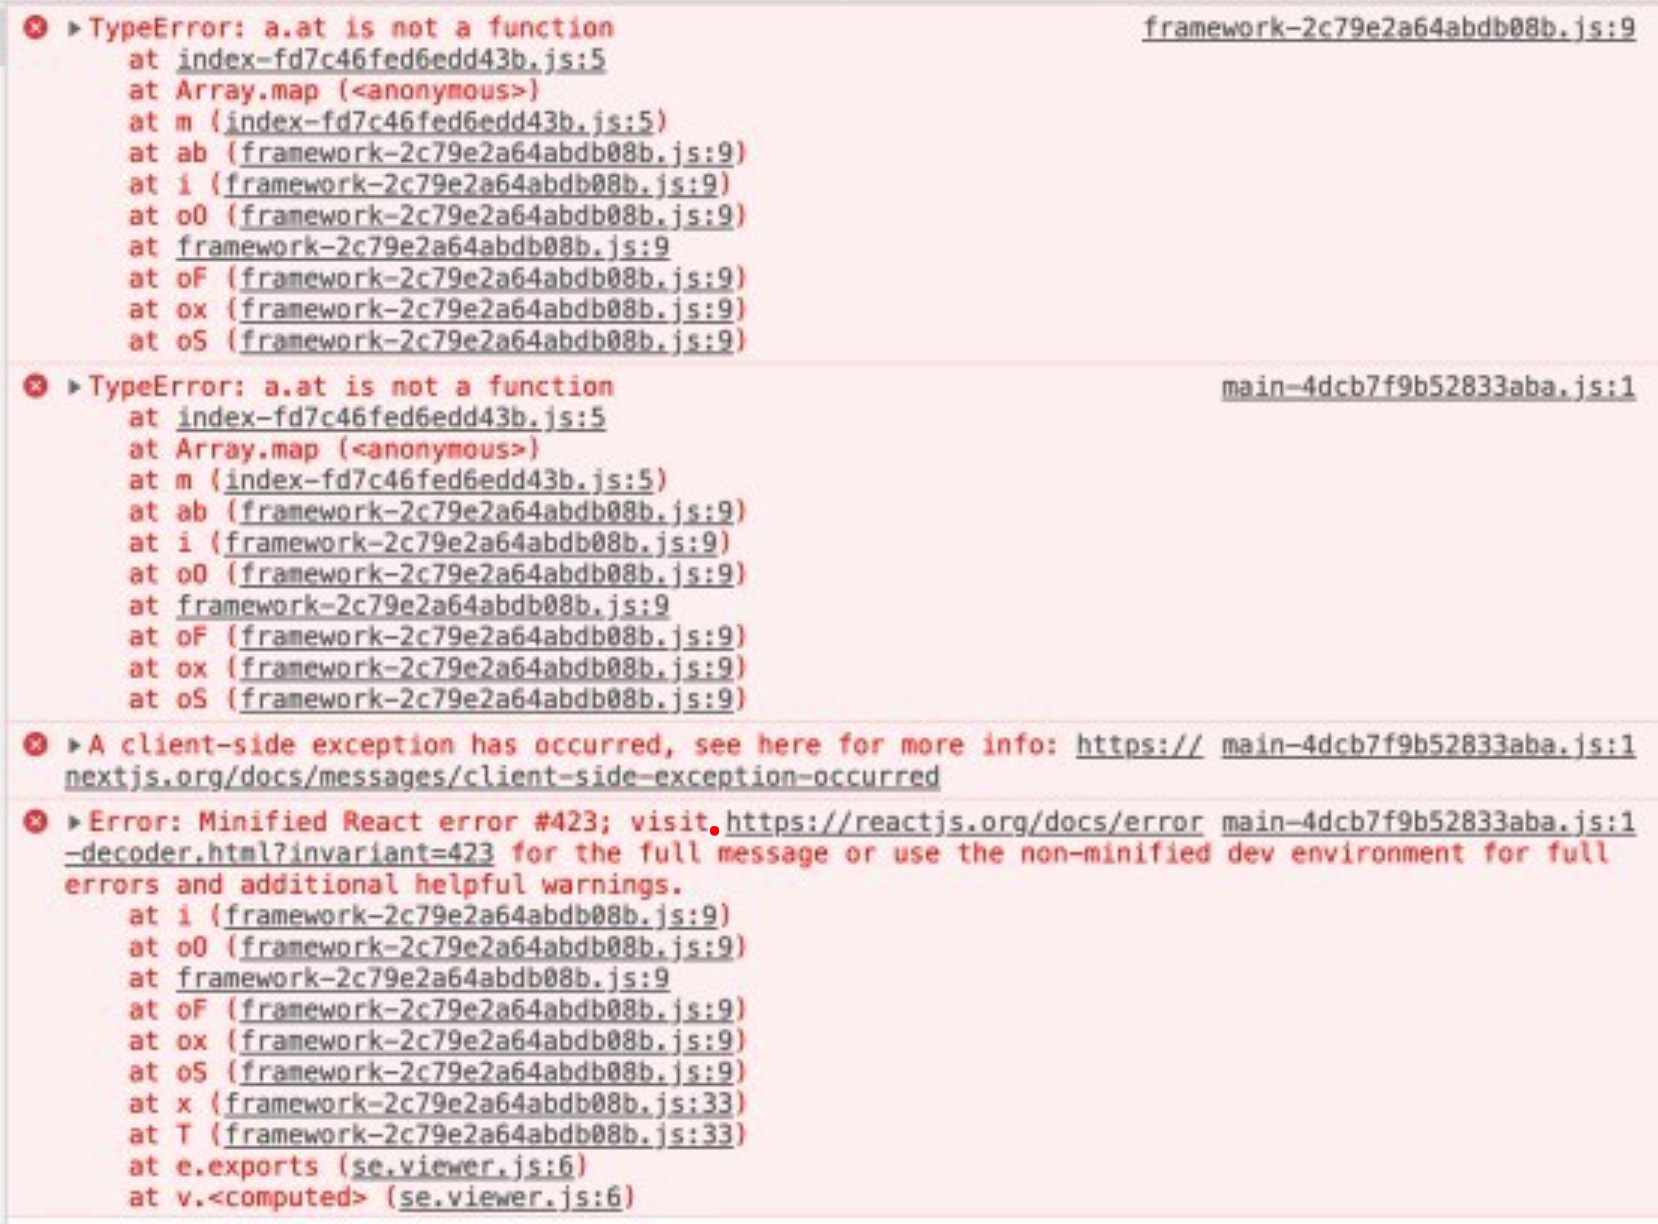 TypeError: a.at is not a function framework-2c79e2a64abdb08b.js:9
at index-fd7c46fed6edd43b.js:5
at Array.map (<anonymous>)
at m (index-fd7c46fed6edd43b.js:5)
at ab (framework-2c79e2a64abdb08b.js:9)
at i (framework-2c79e2a64abdb08b.js:9)
at oO (framework-2c79e2a64abdb08b.js:9)
at framework-2c79e2a64abdb08b.js:9
at oF (framework-2c79e2a64abdb08b.js:9)
at ox (framework-2c79e2a64abdb08b.js:9)
at oS (framework-2c79e2a64abdb08b.js:9)
TypeError: a.at is not a function main-4dcb7f9b52833aba.js:1
at index-fd7c46fed6edd43b.js:5
at Array.map (<anonymous>)
at m (index-fd7c46fed6edd43b.js:5)
at ab (framework-2c79e2a64abdb08b.js:9)
at i (framework-2c79e2a64abdb08b.js:9)
at oO (framework-2c79e2a64abdb08b.js:9)
at framework-2c79e2a64abdb08b.js:9
at oF (framework-2c79e2a64abdb08b.js:9)
at ox (framework-2c79e2a64abdb08b.js:9)
at oS (framework-2c79e2a64abdb08b.js:9)
A client-side exception has occurred, see here for more info: https:// main-4dcb7f9b52833aba.js:1
nextjs.org/docs/messages/client-side-exception-occurred
Error: Minified React error #423; visit https://reactjs.org/docs/error main-4dcb7f9b52833aba.js:1
-decoder.html?invariant=423 for the full message or use the non-minified dev environment for full
errors and additional helpful warnings.
at i (framework-2c79e2a64abdb08b.js:9)
at oO (framework-2c79e2a64abdb08b.js:9)
at framework-2c79e2a64abdb08b.js:9
at oF (framework-2c79e2a64abdb08b.js:9)
at ox (framework-2c79e2a64abdb08b.js:9)
at oS (framework-2c79e2a64abdb08b.js:9)
at x (framework-2c79e2a64abdb08b.js:33)
at T (framework-2c79e2a64abdb08b.js:33)
at e.exports (se.viewer.js:6)
at v.<computed> (se.viewer.js:6)